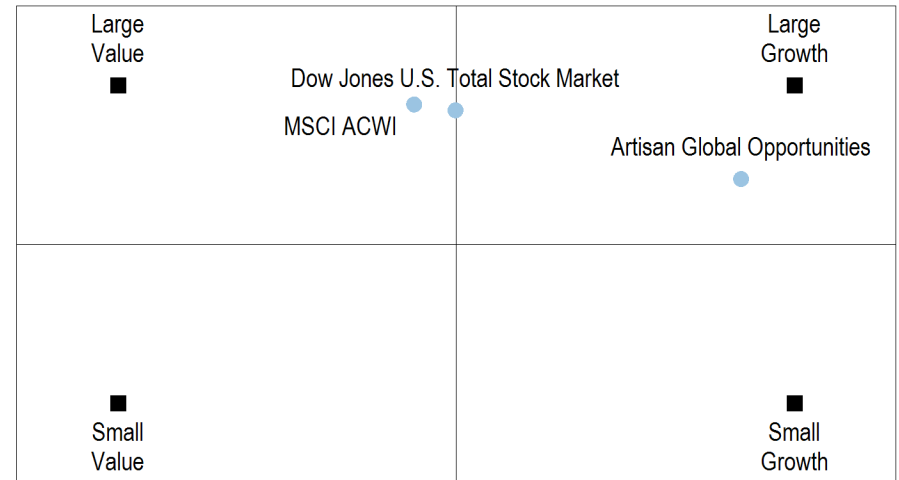 Large
Value
Large
Growth
Dow Jones U.S. Total Stock Market
MSCI ACWI
Artisan Global Opportunities
Small
Value
Small
Growth